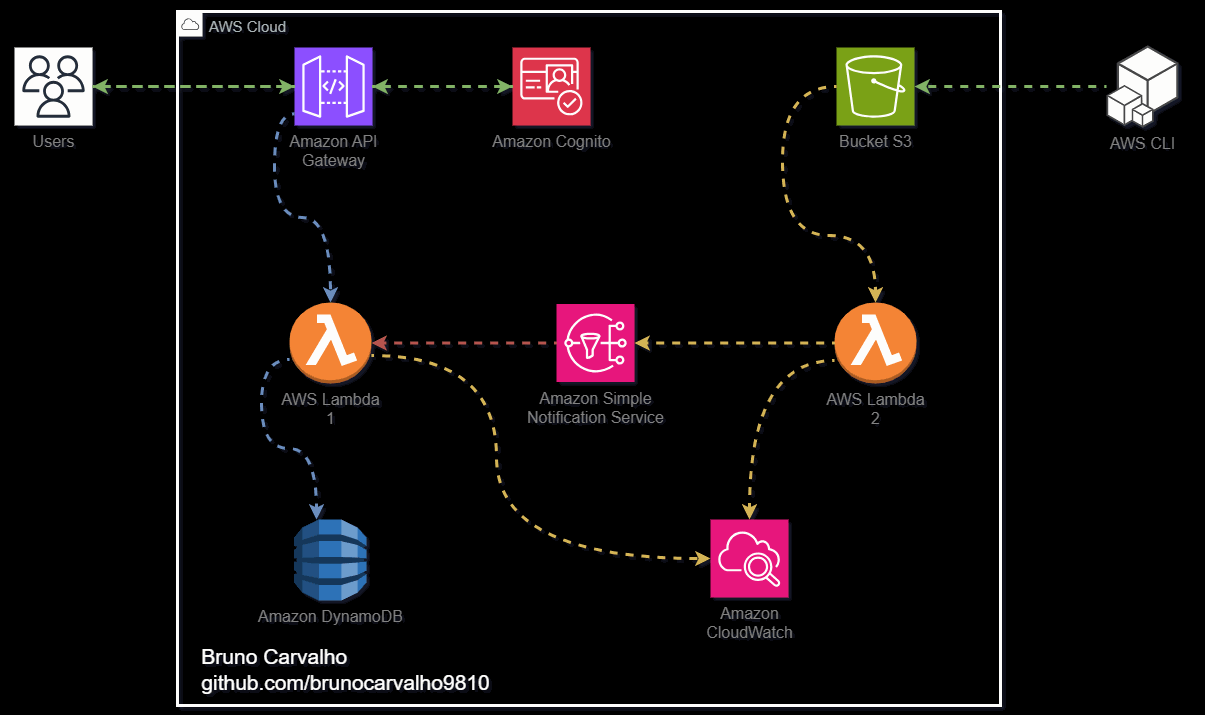 AWS Cloud
Users
Amazon API
Gateway
Amazon Cognito
Bucket S3
AWS CLI
AWS Lambda
1
Amazon Simple
Notification Service
AWS Lambda
2
Amazon DynamoDB
Amazon
CloudWatch
Bruno Carvalho
github.com/brunocarvalho9810